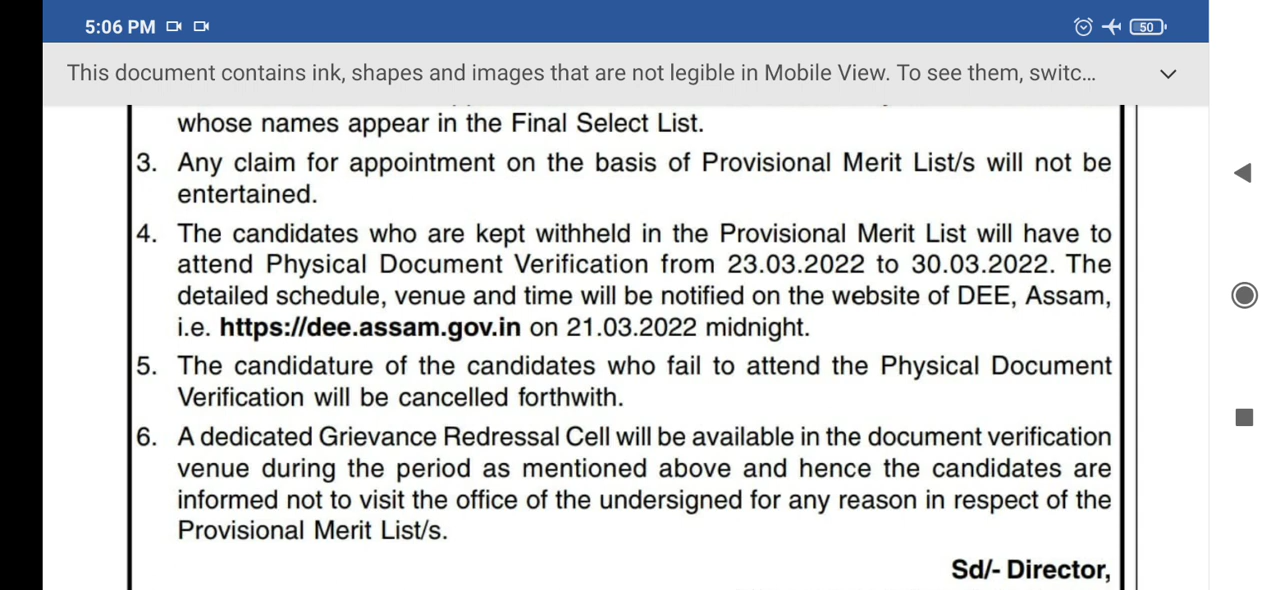 5:06 PM
50
This document contains ink, shapes and images that are not legible in Mobile View. To see them, switc...
whose names appear in the Final Select List.
3. Any claim for appointment on the basis of Provisional Merit List/s will not be
entertained.
4. The candidates who are kept withheld in the Provisional Merit List will have to
attend Physical Document Verification from 23.03.2022 to 30.03.2022. The
detailed schedule, venue and time will be notified on the website of DEE, Assam,
i.e. https://dee.assam.gov.in on 21.03.2022 midnight.
5. The candidature of the candidates who fail to attend the Physical Document
Verification will be cancelled forthwith.
6. A dedicated Grievance Redressal Cell will be available in the document verification
venue during the period as mentioned above and hence the candidates are
informed not to visit the office of the undersigned for any reason in respect of the
Provisional Merit List/s.
Sd/- Director,